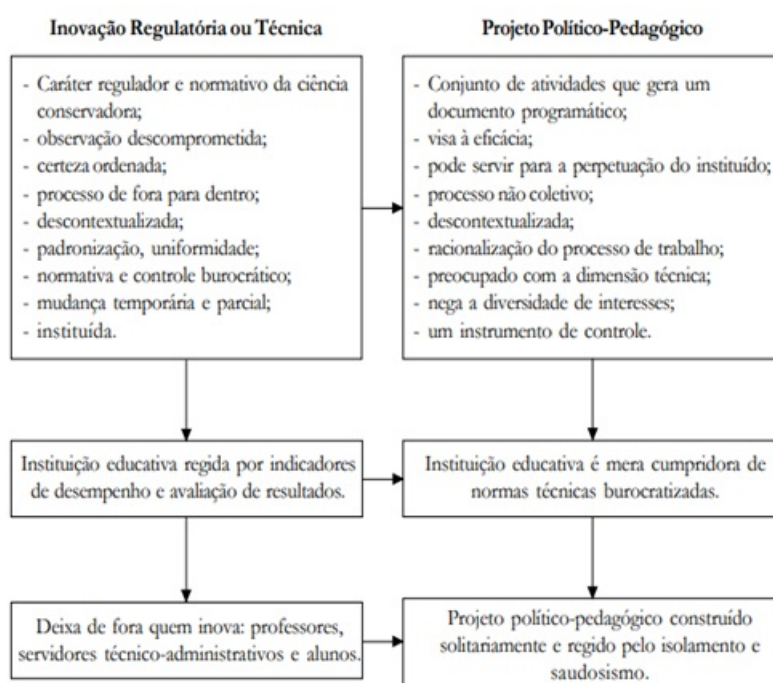 Inovação Regulatória ou Técnica
- Caráter regulador e normativo da ciência
conservadora;
- observação descomprometida;
- certeza ordenada;
- processo de fora para dentro;
- descontextualizada;
- padronização, uniformidade;
- normativa e controle burocrático;
- mudança temporária e parcial;
- instituída.
Projeto Político-Pedagógico
- Conjunto de atividades que gera um
documento programático;
- visa à eficácia;
- pode servir para a perpetuação do instituído;
- processo não coletivo;
- descontextualizada;
- racionalização do processo de trabalho;
- preocupado com a dimensão técnica;
- nega a diversidade de interesses;
- um instrumento de controle.
Instituição educativa regida por indicadores
de desempenho e avaliação de resultados.
Instituição educativa é mera cumpridora de
normas técnicas burocratizadas.
Deixa de fora quem inova: professores,
servidores técnico-administrativos e alunos.
Projeto político-pedagógico construído
solitariamente e regido pelo isolamento e
saudosismo.